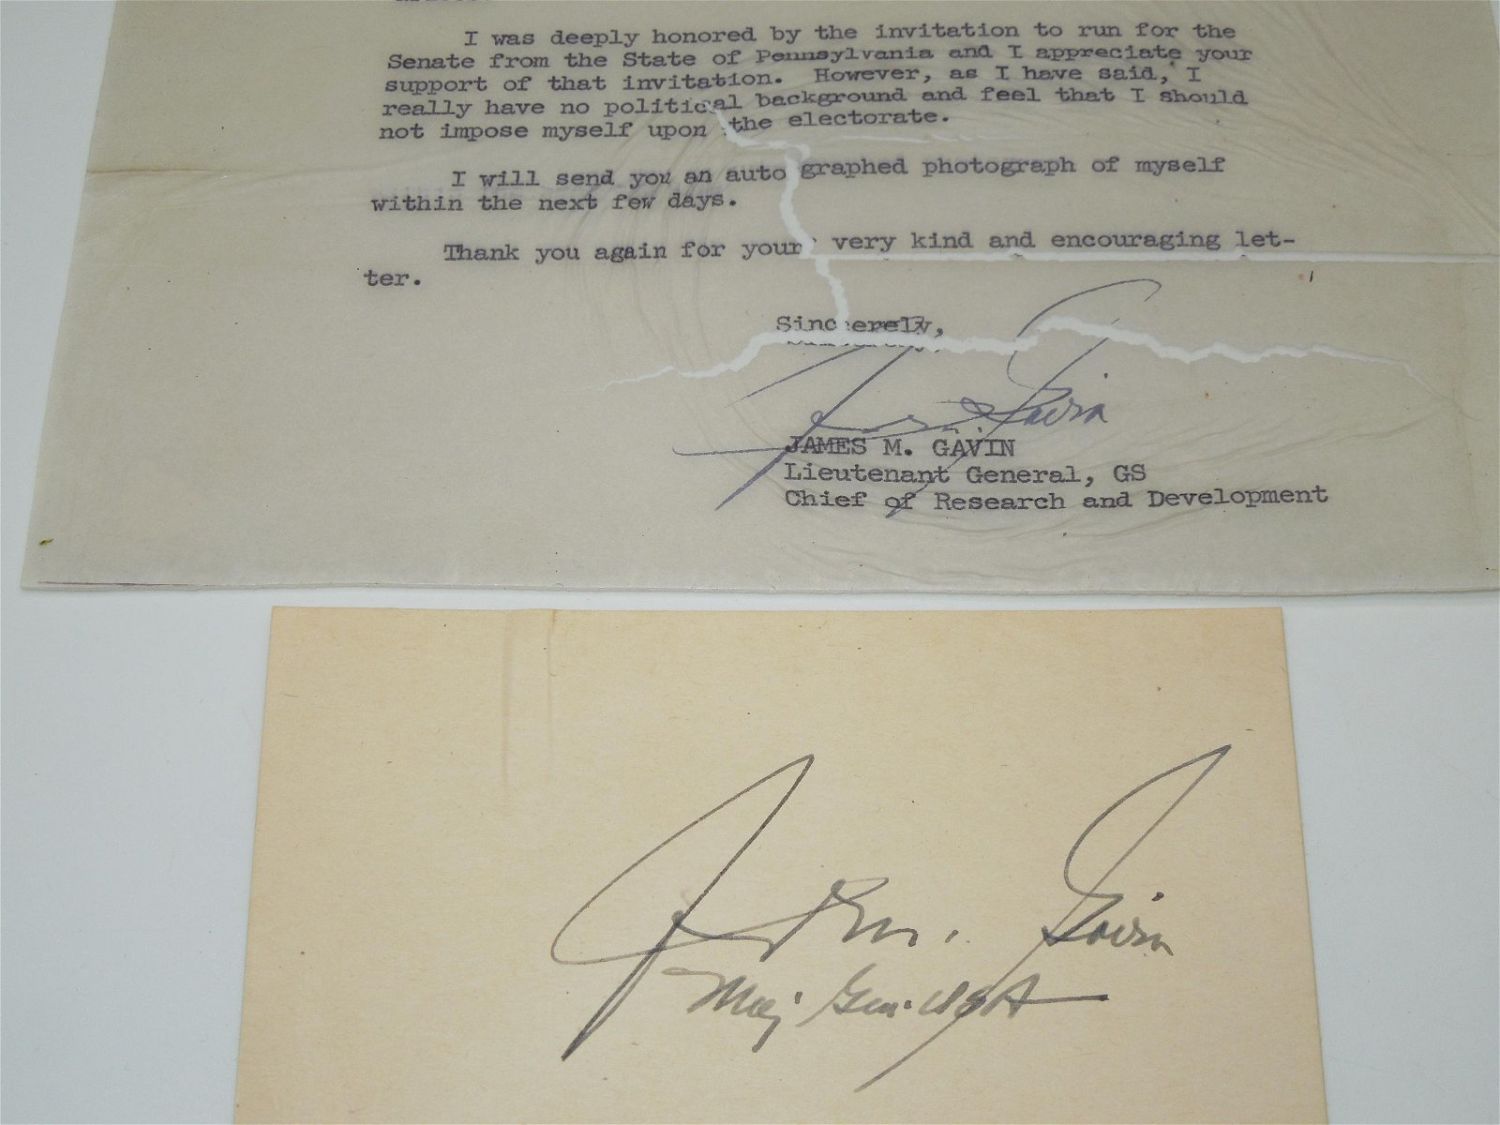 I was deeply honored by the invitation to run for the
Senate from the State of Pennsylvania and I appreciate your
support of that invitation. However, as I have said, I
really have no political background and feel that I should
not impose myself upon the electorate.
I will send you an auto graphed photograph of myself
within the next few days.
Thank you again for your very kind and encouraging let-
ter.
Sincerely,
Gavin
JAMES M. GAVIN
Lieutenant General, GS
Chief of Research and Development
J M. Gavin
Maj. Gen. USA